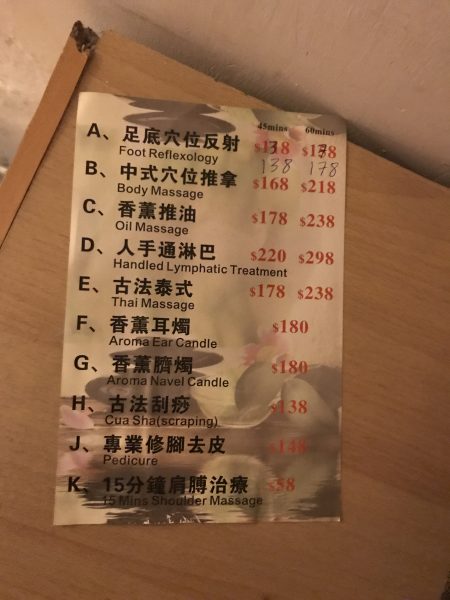 45mins 60mins
A、足底穴位反射 $138 $178
Foot Reflexology 138 178
B、中式穴位推拿 $168 $218
Body Massage
C、香薰推油 $178 $238
Oil Massage
D、人手通淋巴 $220 $298
Handled Lymphatic Treatment
E、古法泰式 $178 $238
Thai Massage
F、香薰耳燭 $180
Aroma Ear Candle
G、香薰臍燭 $180
Aroma Navel Candle
H、古法刮痧 $138
Cua Sha(scraping)
J、專業修腳去皮 $148
Pedicure
K、15分鐘肩膊治療 $58
15 Mins Shoulder Massage